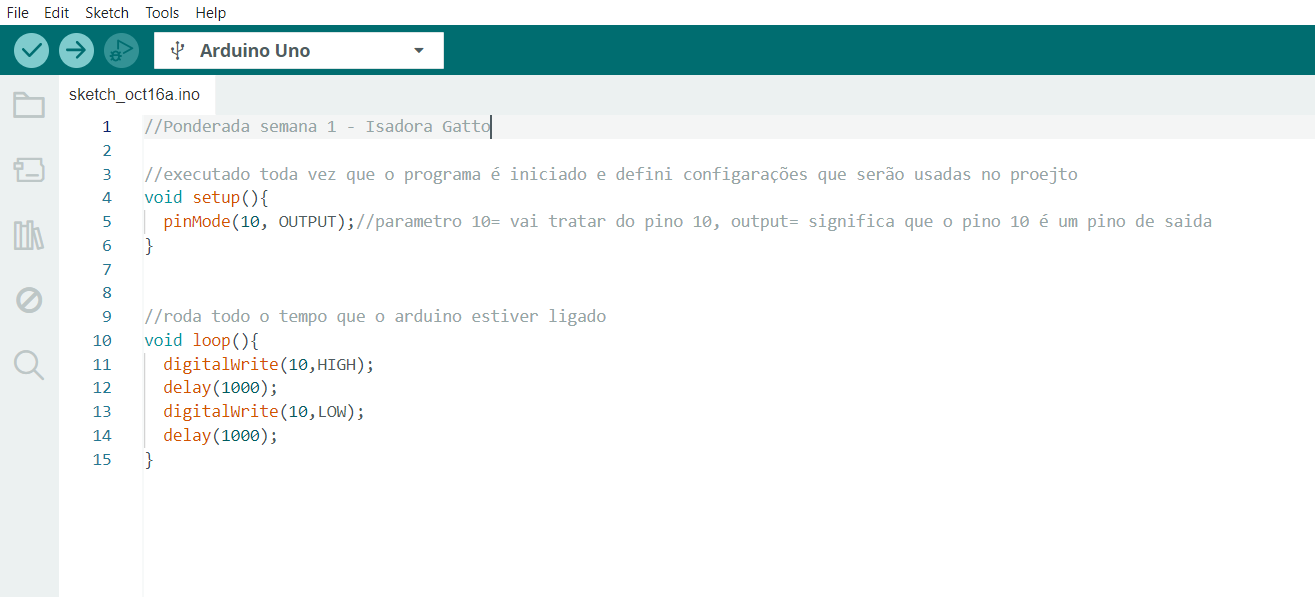 File Edit Sketch Tools Help
Arduino Uno
sketch_oct16a.ino
1 //Ponderada semana 1 - Isadora Gatto
2
3 //executado toda vez que o programa é iniciado e defini configarações que serão usadas no proejto
4 void setup(){
5 pinMode(10, OUTPUT);//parametro 10= vai tratar do pino 10, output= significa que o pino 10 é um pino de saida
6 }
7
8
9 //roda todo o tempo que o arduino estiver ligado
10 void loop(){
11 digitalWrite(10,HIGH);
12 delay(1000);
13 digitalWrite(10,LOW);
14 delay(1000);
15 }